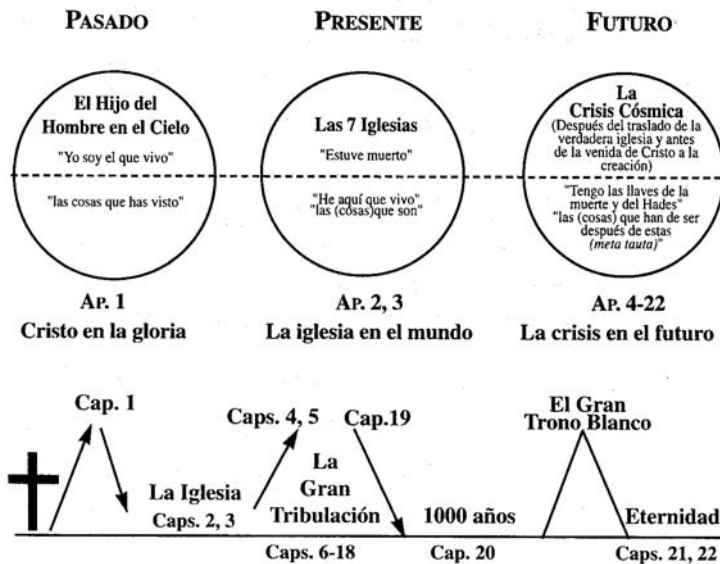 PASADO
El Hijo del
Hombre en el Cielo
"Yo soy el que vivo"
"las cosas que has visto"
AP. 1
Cristo en la gloria
PRESENTE
Las 7 Iglesias
"Estuve muerto"
"He aquí que vivo"
"las (cosas)que son"
AP. 2, 3
La iglesia en el mundo
FUTURO
La
Crisis Cósmica
(Después del traslado de la
verdadera iglesia y antes
de la venida de Cristo a la
creación)
"Tengo las llaves de la
muerte y del Hades"
"las (cosas) que han de ser
después de estas
(meta tauta)"
AP. 4-22
La crisis en el futuro
Cap. 1
La Iglesia
Caps. 2, 3
Caps. 4, 5
Cap.19
La
Gran
Tribulación
Caps. 6-18
1000 años
Cap. 20
El Gran
Trono Blanco
Eternidad
Caps. 21, 22